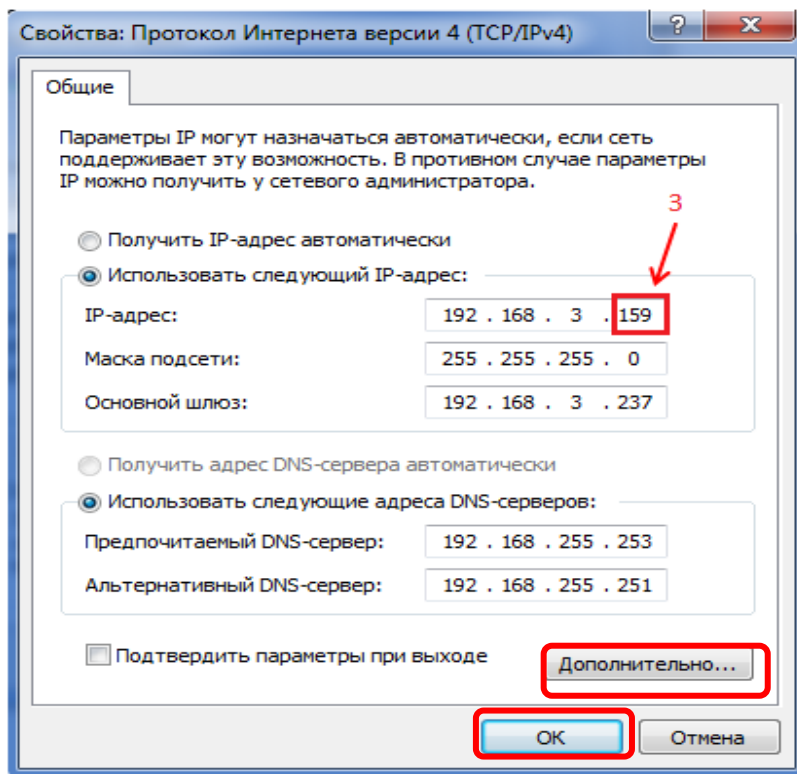 Свойства: Протокол Интернета версии 4 (TCP/IPv4)
? X
Общие
Параметры IP могут назначаться автоматически, если сеть
поддерживает эту возможность. В противном случае параметры
IP можно получить у сетевого администратора.
3
Получить IP-адрес автоматически
Использовать следующий IP-адрес:
IP-адрес: 192 . 168 . 3 . 159
Маска подсети: 255 . 255 . 255 . 0
Основной шлюз: 192 . 168 . 3 . 237
Получить адрес DNS-сервера автоматически
Использовать следующие адреса DNS-серверов:
Предпочитаемый DNS-сервер: 192 . 168 . 255 . 253
Альтернативный DNS-сервер: 192 . 168 . 255 . 251
Подтвердить параметры при выходе
Дополнительно...
ОК Отмена